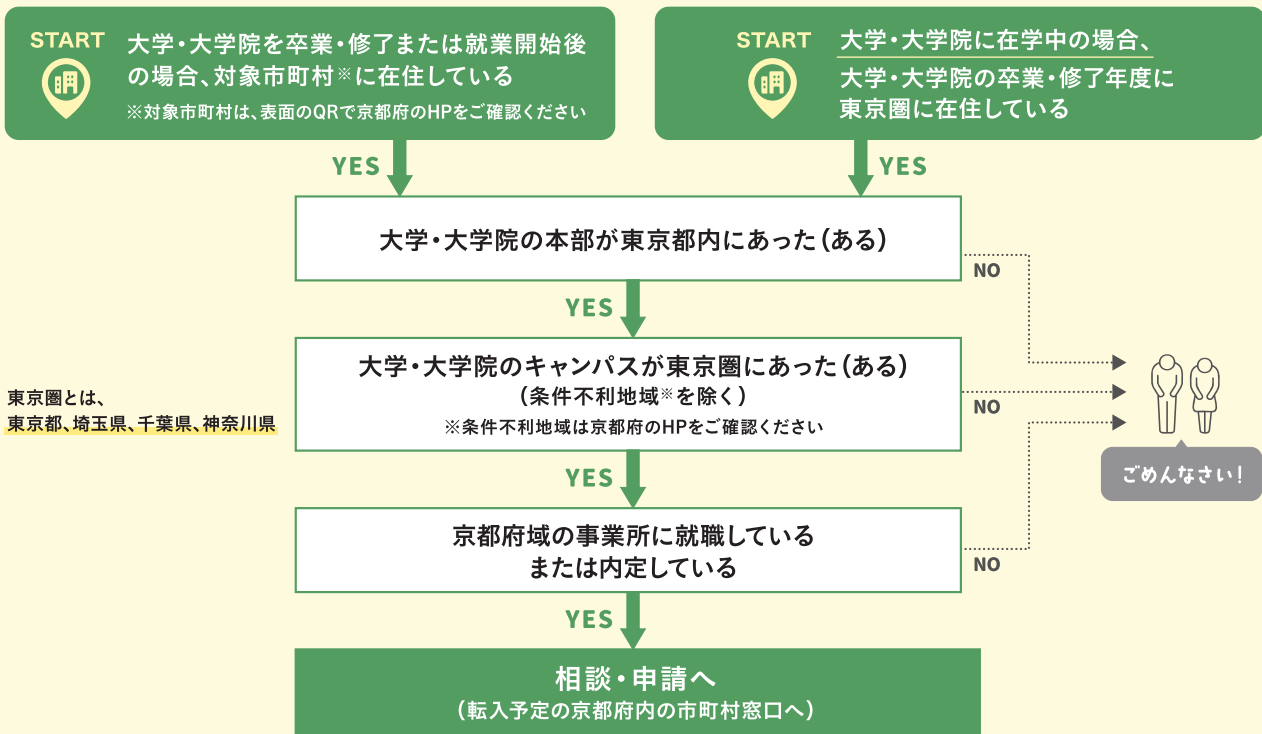 START
大学・大学院を卒業・修了または就業開始後
の場合、対象市町村※に在住している
※対象市町村は、表面のQRで京都府のHPをご確認ください
START
大学・大学院に在学中の場合、
大学・大学院の卒業・修了年度に
東京圏に在住している
YES
YES
大学・大学院の本部が東京都内にあった(ある)
NO
YES
大学・大学院のキャンパスが東京圏にあった(ある)
(条件不利地域※を除く)
※条件不利地域は京都府のHPをご確認ください
NO
東京圏とは、
東京都、埼玉県、千葉県、神奈川県
ごめんなさい!
YES
京都府域の事業所に就職している
または内定している
NO
YES
相談・申請へ
(転入予定の京都府内の市町村窓口へ)